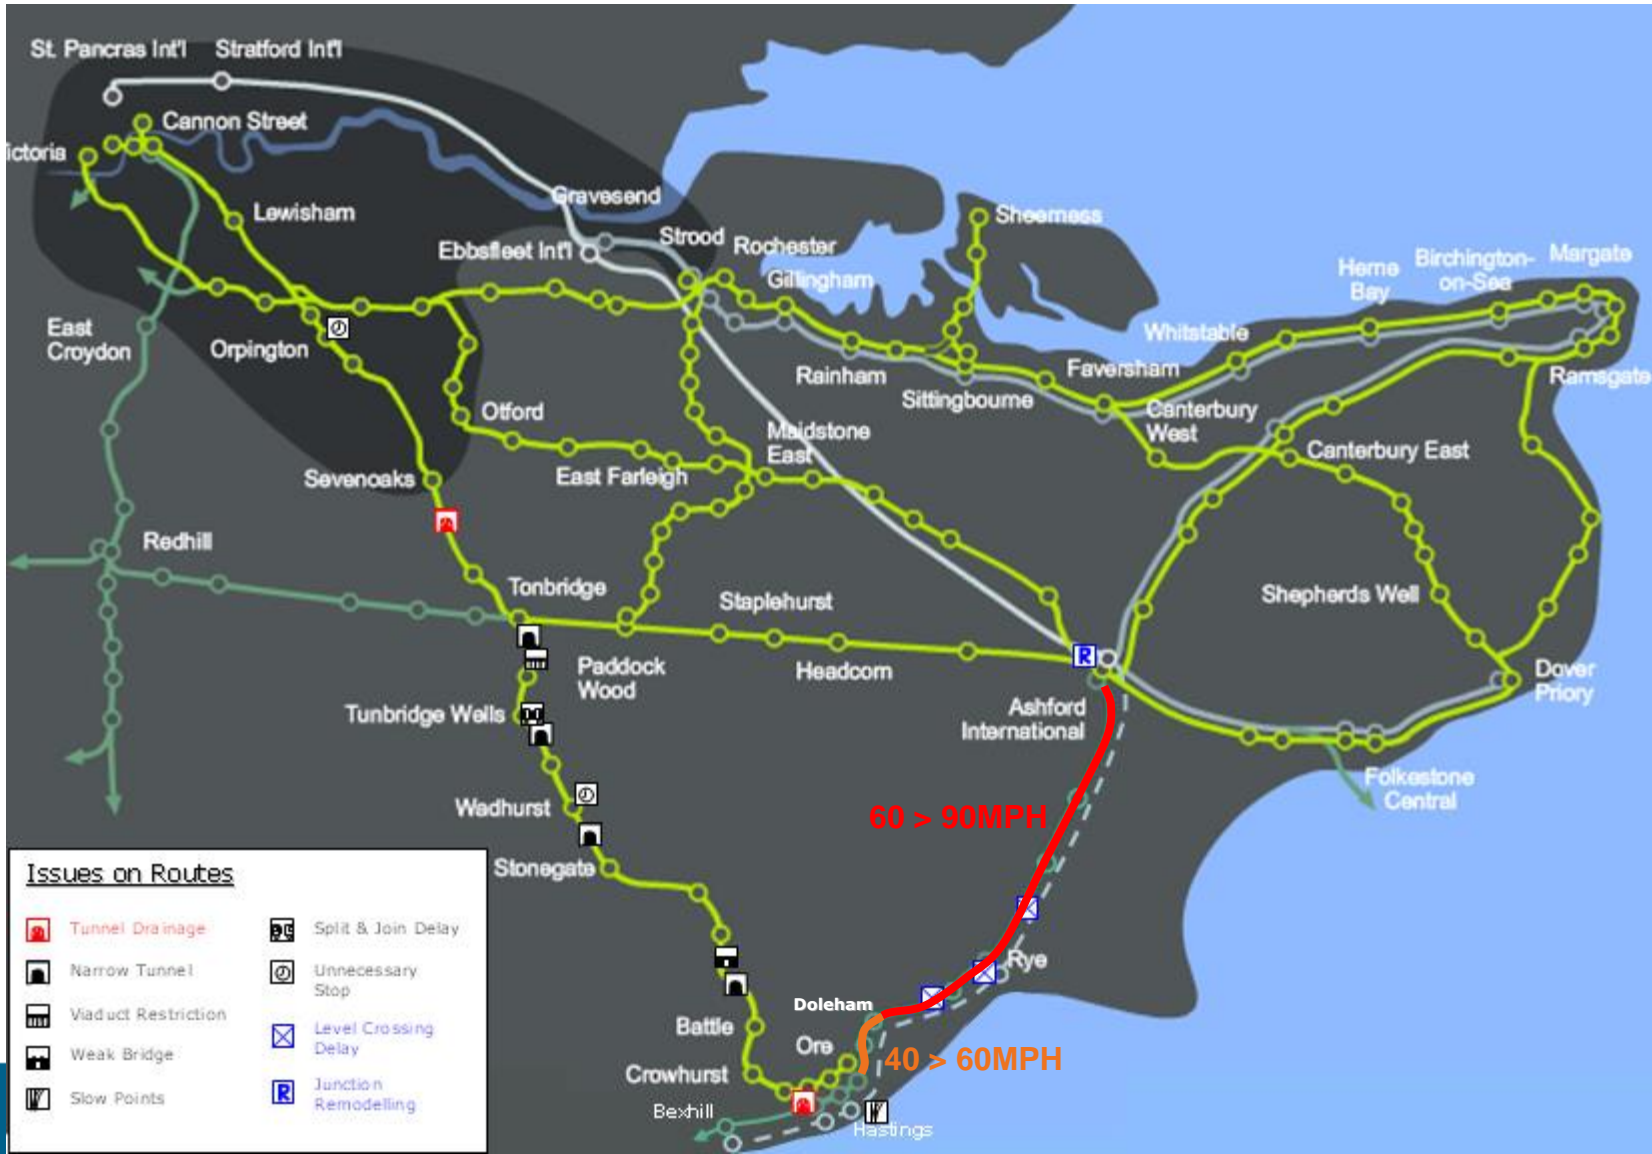 St. Pancras Int'l
Stratford Int'l
Cannon Street
ictoria
Lewisham
Gravesend
Ebbsfleet Int'l
Strood
Rochester
Gillingham
Sheerness
Herne
Bay
Birchington-
on-Sea
Margate
Whitstable
East
Croydon
Orpington
Rainham
Sittingbourne
Faversham
Ramsgate
Otford
Canterbury
West
Maidstone
East
East Farleigh
Canterbury East
Sevenoaks
Redhill
Tonbridge
Staplehurst
Shepherds Well
Paddock
Wood
Headcorn
R
Dover
Priory
Tunbridge Wells
Ashford
International
Folkestone
Central
Wadhurst
60 > 90MPH
Stonegate
Rye
Doleham
Battle
Ore
40 > 60MPH
Crowhurst
Bexhill
Hastings
Issues on Routes
Tunnel Drainage
Narrow Tunnel
Viaduct Restriction
Weak Bridge
Slow Points
Split & Join Delay
Unnecessary
Stop
Level Crossing
Delay
R
Junction
Remodelling